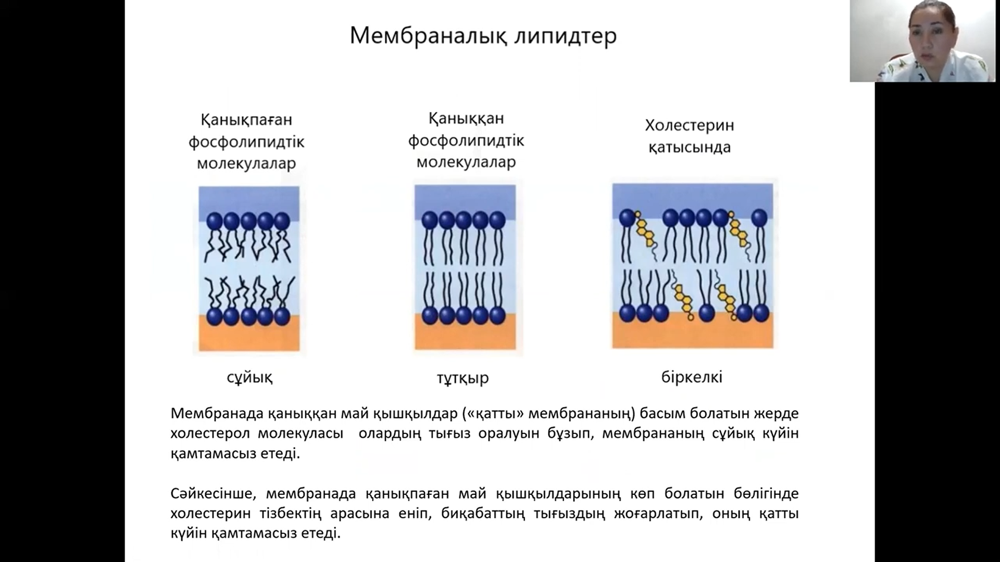 Мембраналық липидтер
Қанықпаған
фосфолипидтік
молекулалар
Қаныққан
фосфолипидтік
молекулалар
Холестерин
қатысында
сұйық
тұтқыр
біркелкі
Мембранада қаныққан май қышқылдар («қатты» мембрананың) басым болатын жерде
холестерол молекуласы олардың тығыз оралуын бұзып, мембрананың сұйық күйін
қамтамасыз етеді.
Сәйкесінше, мембранада қанықпаған май қышқылдарының көп болатын бөлігінде
холестерин тізбектің арасына еніп, биқабаттың тығыздың жоғарлатып, оның қатты
күйін қамтамасыз етеді.